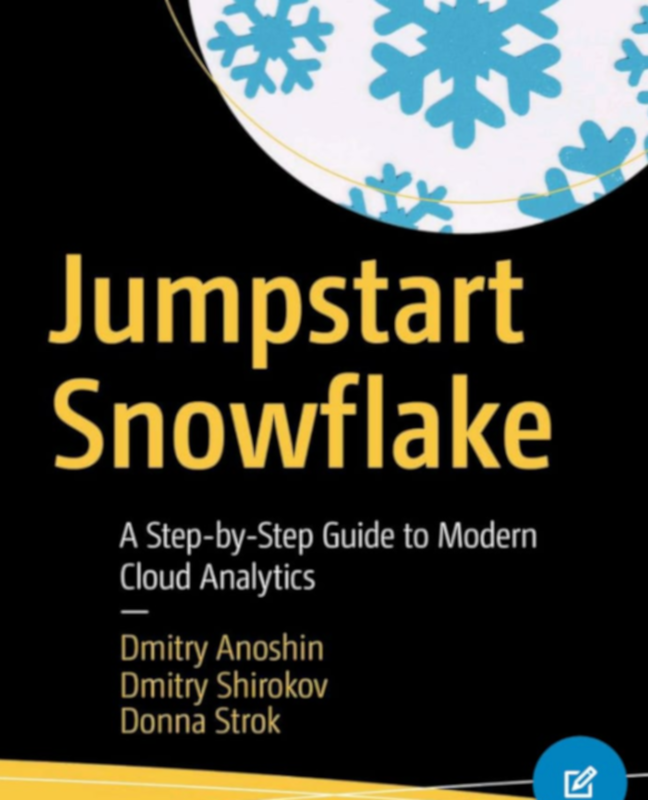 Jumpstart
Snowflake
A Step-by-Step Guide to Modern
Cloud Analytics
—
Dmitry Anoshin
Dmitry Shirokov
Donna Strok